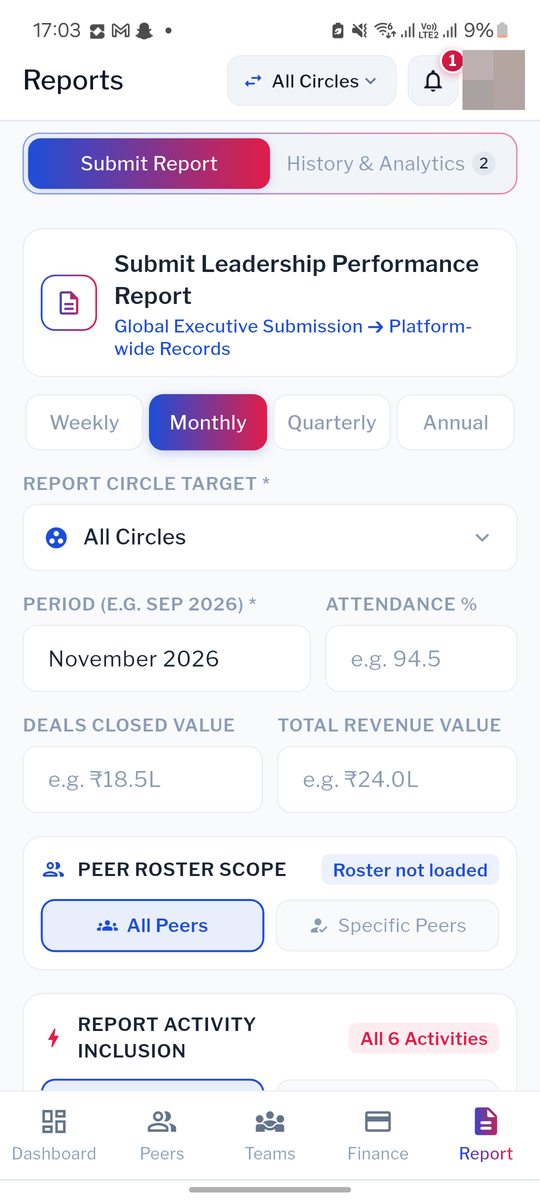 17:03
Vo)) LTE2
9%
Reports
All Circles
1
Submit Report
History & Analytics 2
Submit Leadership Performance
Report
Global Executive Submission → Platform-
wide Records
Weekly
Monthly
Quarterly
Annual
REPORT CIRCLE TARGET *
All Circles
PERIOD (E.G. SEP 2026) *
ATTENDANCE %
November 2026
e.g. 94.5
DEALS CLOSED VALUE
TOTAL REVENUE VALUE
e.g. ₹18.5L
e.g. ₹24.0L
PEER ROSTER SCOPE
Roster not loaded
All Peers
Specific Peers
REPORT ACTIVITY
INCLUSION
All 6 Activities
Dashboard
Peers
Teams
Finance
Report